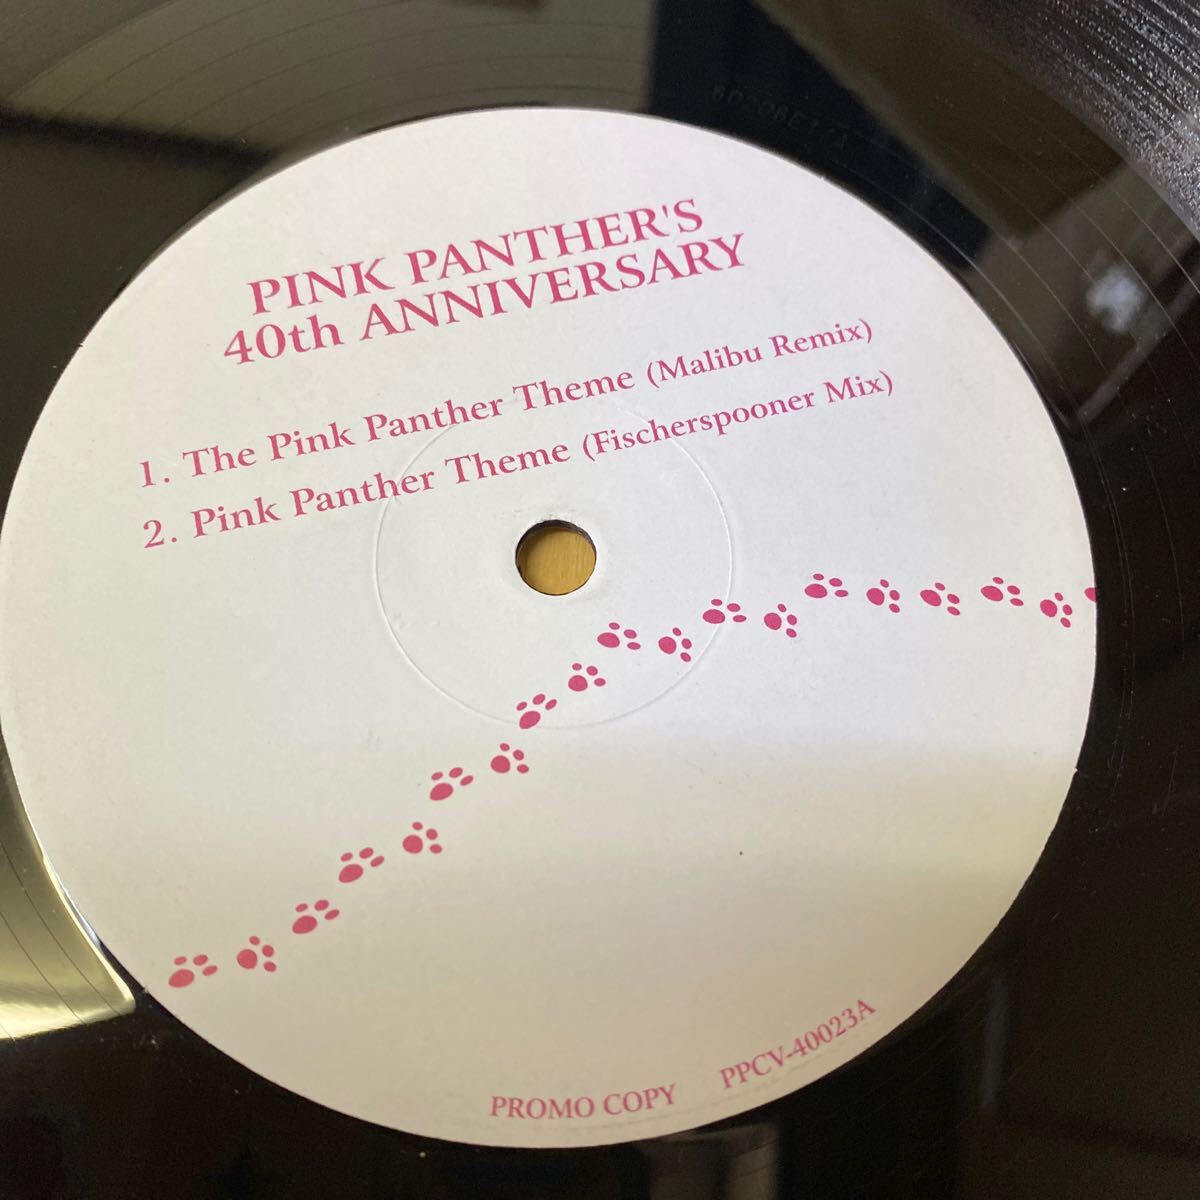 PINK PANTHER'S
40th ANNIVERSARY
1. The Pink Panther Theme (Malibu Remix)
2. Pink Panther Theme (Fischerspooner Mix)
PROMO COPY PPCV-40023A